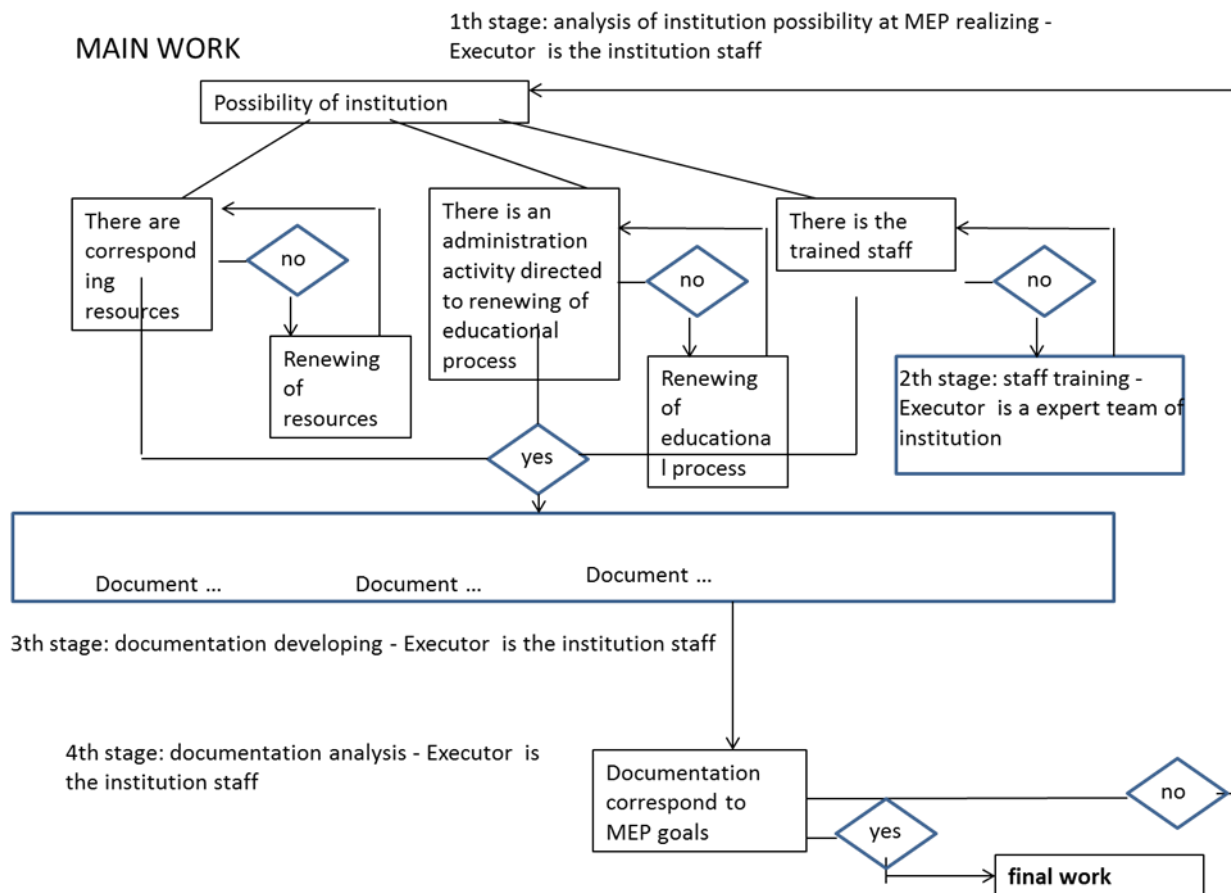 1th stage: analysis of institution possibility at MEP realizing -
Executor  is the institution staff
MAIN WORK
Possibility of institution
There are
correspond
ing
resources
no
Renewing
of
resources
There is an
administration
activity directed
to renewing of
educational
process
no
Renewing
of
educationa
l process
There is the
trained staff
no
2th stage: staff training -
Executor  is a expert team of
institution
yes
Document ...
Document ...
Document ...
3th stage: documentation developing - Executor  is the institution staff
4th stage: documentation analysis - Executor  is
the institution staff
Documentation
correspond to
MEP goals
no
yes
final work